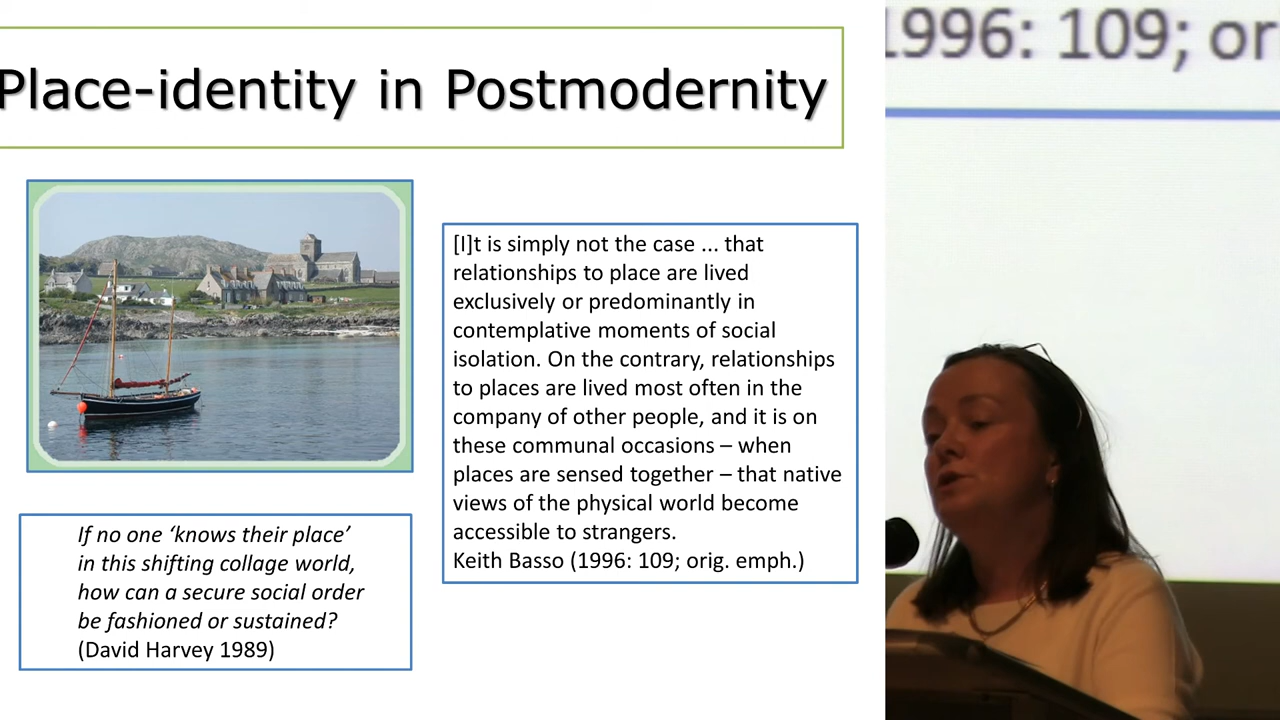 Place-identity in Postmodernity
[I]t is simply not the case ... that
relationships to place are lived
exclusively or predominantly in
contemplative moments of social
isolation. On the contrary, relationships
to places are lived most often in the
company of other people, and it is on
these communal occasions – when
places are sensed together – that native
views of the physical world become
accessible to strangers.
Keith Basso (1996: 109; orig. emph.)
If no one ‘knows their place’
in this shifting collage world,
how can a secure social order
be fashioned or sustained?
(David Harvey 1989)
1996: 109; or